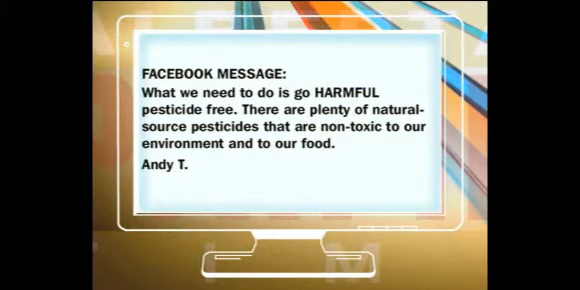 FACEBOOK MESSAGE:
What we need to do is go HARMFUL
pesticide free. There are plenty of natural-
source pesticides that are non-toxic to our
environment and to our food.
Andy T.